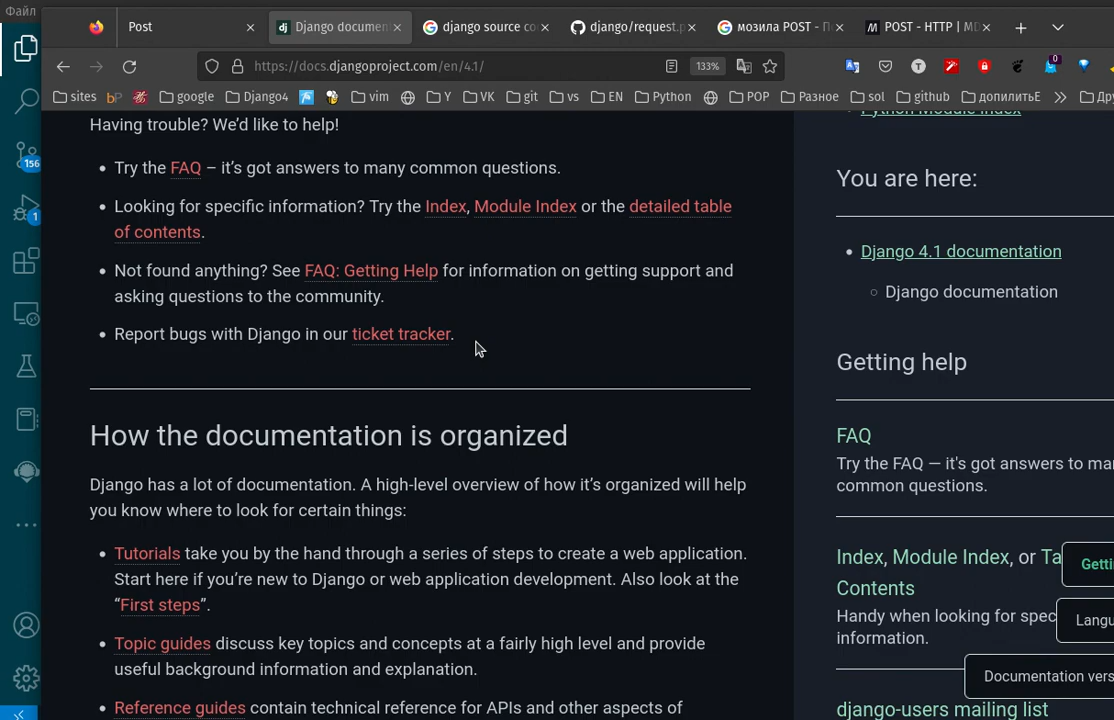 Файл
Post
Django documen
django source co
django/request.p
мозила POST - По
POST - HTTP | MD
https://docs.djangoproject.com/en/4.1/
133%
0
sites
bP
google
Django4
vim
Y
VK
git
vs
EN
Python
POP
Разное
sol
github
допилитьЕ
Дру
156
1
Having trouble? We'd like to help!
Try the FAQ – it's got answers to many common questions.
Looking for specific information? Try the Index, Module Index or the detailed table
of contents.
Not found anything? See FAQ: Getting Help for information on getting support and
asking questions to the community.
Report bugs with Django in our ticket tracker.
How the documentation is organized
Django has a lot of documentation. A high-level overview of how it's organized will help
you know where to look for certain things:
Tutorials take you by the hand through a series of steps to create a web application.
Start here if you're new to Django or web application development. Also look at the
“First steps”.
Topic guides discuss key topics and concepts at a fairly high level and provide
useful background information and explanation.
Reference guides contain technical reference for APIs and other aspects of
Python Module Index
You are here:
Django 4.1 documentation
Django documentation
Getting help
FAQ
Try the FAQ — it's got answers to ma
common questions.
Index, Module Index, or Ta
Contents
Handy when looking for spec
information.
django-users mailing list
Getti
Langu
Documentation vers